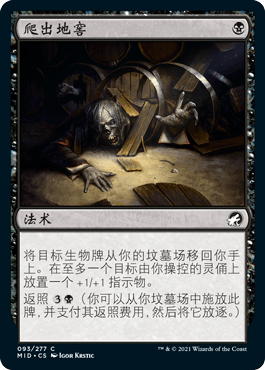 爬出地窖
法术
将目标生物牌从你的坟墓场移回你手
上。在至多一个目标由你操控的灵俑上
放置一个 +1/+1 指示物。
返照 3（你可以从你坟墓场中施放此
牌，并支付其返照费用，然后将它放逐。）
093/277 C
MID • CS Igor Krstic
™ & © 2021 Wizards of the Coast